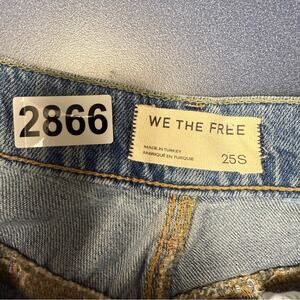 2866
WE THE FREE
MADE IN TURKEY
FABRIQUÉ EN TURQUIE
25S